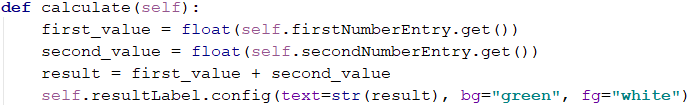 def calculate(self):
    first_value = float(self.firstNumberEntry.get())
    second_value = float(self.secondNumberEntry.get())
    result = first_value + second_value
    self.resultLabel.config(text=str(result), bg="green", fg="white")